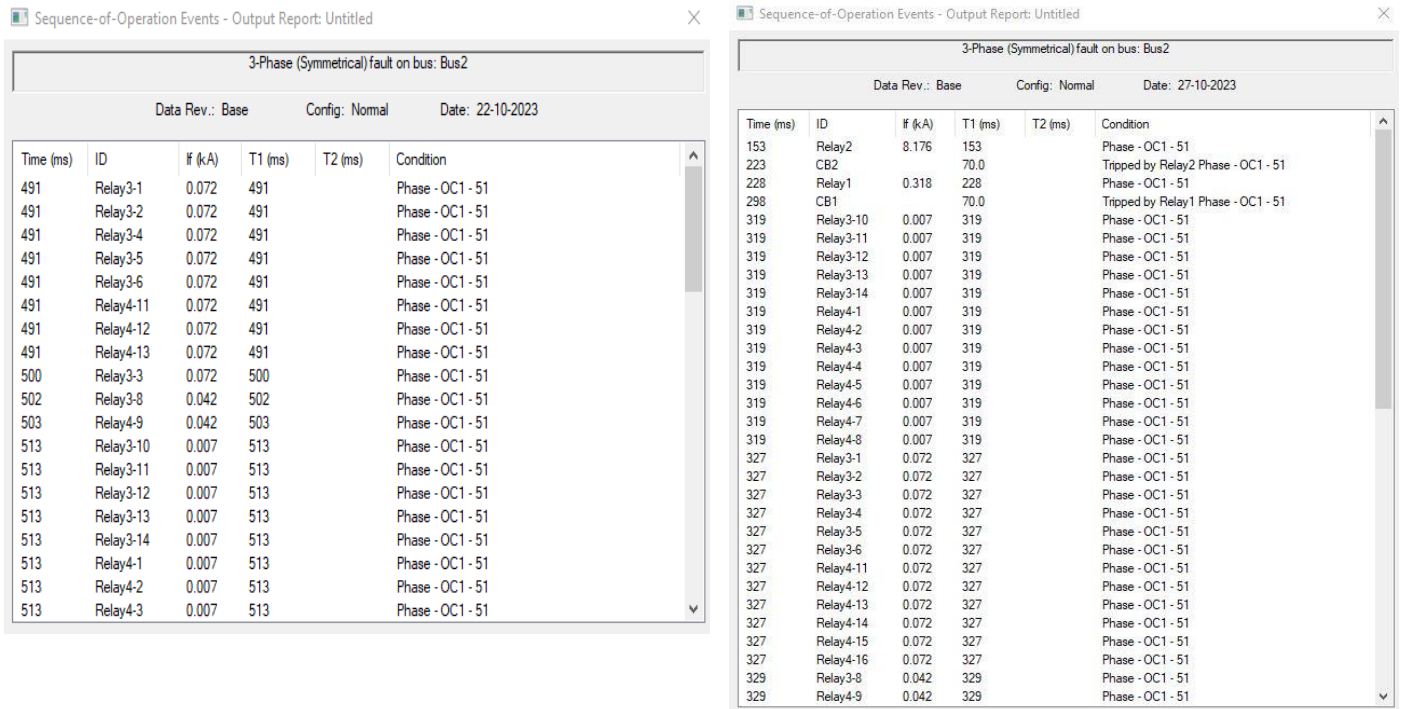 Sequence-of-Operation Events - Output Report: Untitled
3-Phase (Symmetrical) fault on bus: Bus2
Data Rev.: Base Config: Normal Date: 22-10-2023
Time (ms) ID If (kA) T1 (ms) T2 (ms) Condition
491 Relay3-1 0.072 491 Phase - OC1 - 51
491 Relay3-2 0.072 491 Phase - OC1 - 51
491 Relay3-4 0.072 491 Phase - OC1 - 51
491 Relay3-5 0.072 491 Phase - OC1 - 51
491 Relay3-6 0.072 491 Phase - OC1 - 51
491 Relay4-11 0.072 491 Phase - OC1 - 51
491 Relay4-12 0.072 491 Phase - OC1 - 51
491 Relay4-13 0.072 491 Phase - OC1 - 51
500 Relay3-3 0.072 500 Phase - OC1 - 51
502 Relay3-8 0.042 502 Phase - OC1 - 51
503 Relay4-9 0.042 503 Phase - OC1 - 51
513 Relay3-10 0.007 513 Phase - OC1 - 51
513 Relay3-11 0.007 513 Phase - OC1 - 51
513 Relay3-12 0.007 513 Phase - OC1 - 51
513 Relay3-13 0.007 513 Phase - OC1 - 51
513 Relay3-14 0.007 513 Phase - OC1 - 51
513 Relay4-1 0.007 513 Phase - OC1 - 51
513 Relay4-2 0.007 513 Phase - OC1 - 51
513 Relay4-3 0.007 513 Phase - OC1 - 51
Sequence-of-Operation Events - Output Report: Untitled
3-Phase (Symmetrical) fault on bus: Bus2
Data Rev.: Base Config: Normal Date: 27-10-2023
Time (ms) ID If (kA) T1 (ms) T2 (ms) Condition
153 Relay2 8.176 153 Phase - OC1 - 51
223 CB2 70.0 Tripped by Relay2 Phase - OC1 - 51
228 Relay1 0.318 228 Phase - OC1 - 51
298 CB1 70.0 Tripped by Relay1 Phase - OC1 - 51
319 Relay3-10 0.007 319 Phase - OC1 - 51
319 Relay3-11 0.007 319 Phase - OC1 - 51
319 Relay3-12 0.007 319 Phase - OC1 - 51
319 Relay3-13 0.007 319 Phase - OC1 - 51
319 Relay3-14 0.007 319 Phase - OC1 - 51
319 Relay4-1 0.007 319 Phase - OC1 - 51
319 Relay4-2 0.007 319 Phase - OC1 - 51
319 Relay4-3 0.007 319 Phase - OC1 - 51
319 Relay4-4 0.007 319 Phase - OC1 - 51
319 Relay4-5 0.007 319 Phase - OC1 - 51
319 Relay4-6 0.007 319 Phase - OC1 - 51
319 Relay4-7 0.007 319 Phase - OC1 - 51
319 Relay4-8 0.007 319 Phase - OC1 - 51
327 Relay3-1 0.072 327 Phase - OC1 - 51
327 Relay3-2 0.072 327 Phase - OC1 - 51
327 Relay3-3 0.072 327 Phase - OC1 - 51
327 Relay3-4 0.072 327 Phase - OC1 - 51
327 Relay3-5 0.072 327 Phase - OC1 - 51
327 Relay3-6 0.072 327 Phase - OC1 - 51
327 Relay4-11 0.072 327 Phase - OC1 - 51
327 Relay4-12 0.072 327 Phase - OC1 - 51
327 Relay4-13 0.072 327 Phase - OC1 - 51
327 Relay4-14 0.072 327 Phase - OC1 - 51
327 Relay4-15 0.072 327 Phase - OC1 - 51
327 Relay4-16 0.072 327 Phase - OC1 - 51
329 Relay3-8 0.042 329 Phase - OC1 - 51
329 Relay4-9 0.042 329 Phase - OC1 - 51